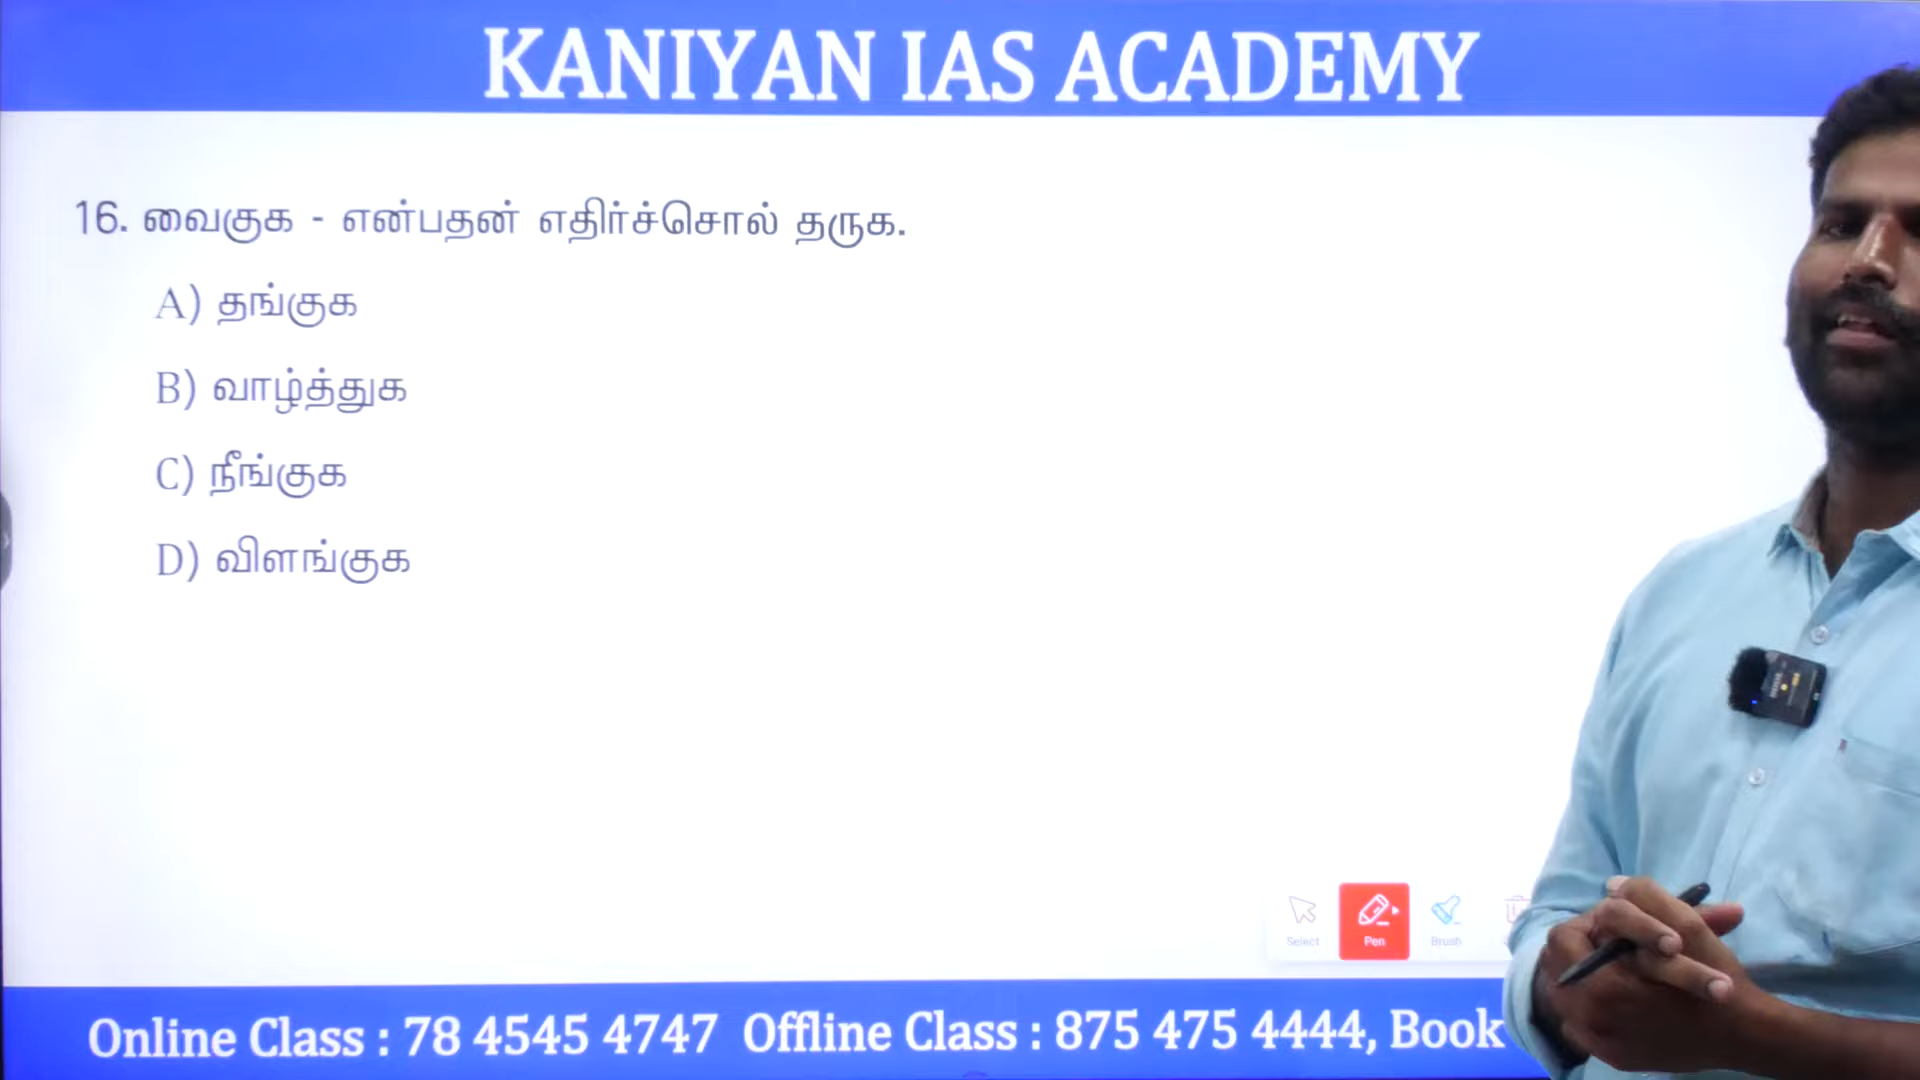 KANIYAN IAS ACADEMY
16. வைகுக - என்பதன் எதிர்ச்சொல் தருக.
A) தங்குக
B) வாழ்த்துக
C) நீங்குக
D) விளங்குக
Select Pen Brush
Online Class : 78 4545 4747 Offline Class : 875 475 4444, Book